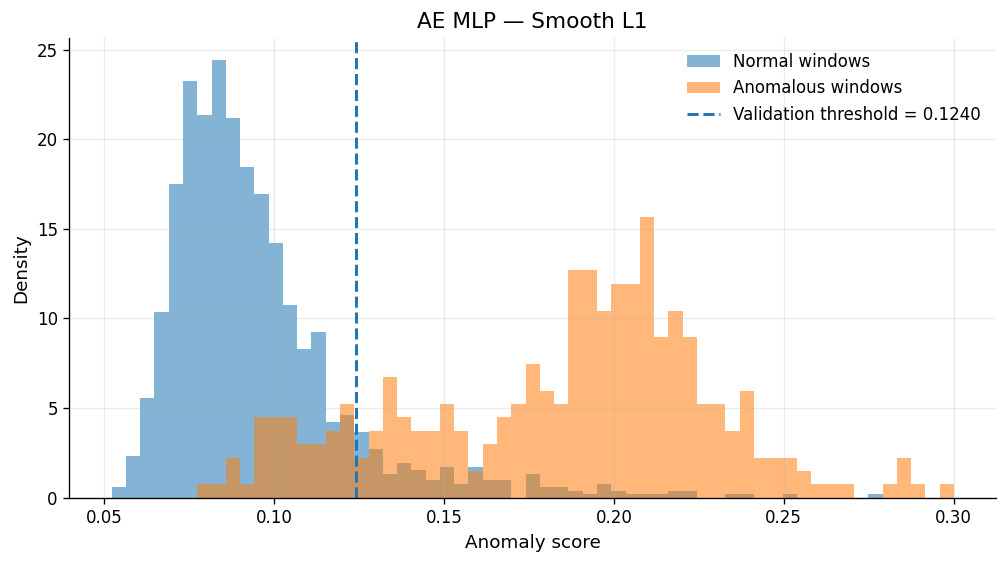 AE MLP — Smooth L1
Normal windows
Anomalous windows
Validation threshold = 0.1240
Density
25
20
15
10
5
0
0.05 0.10 0.15 0.20 0.25 0.30
Anomaly score